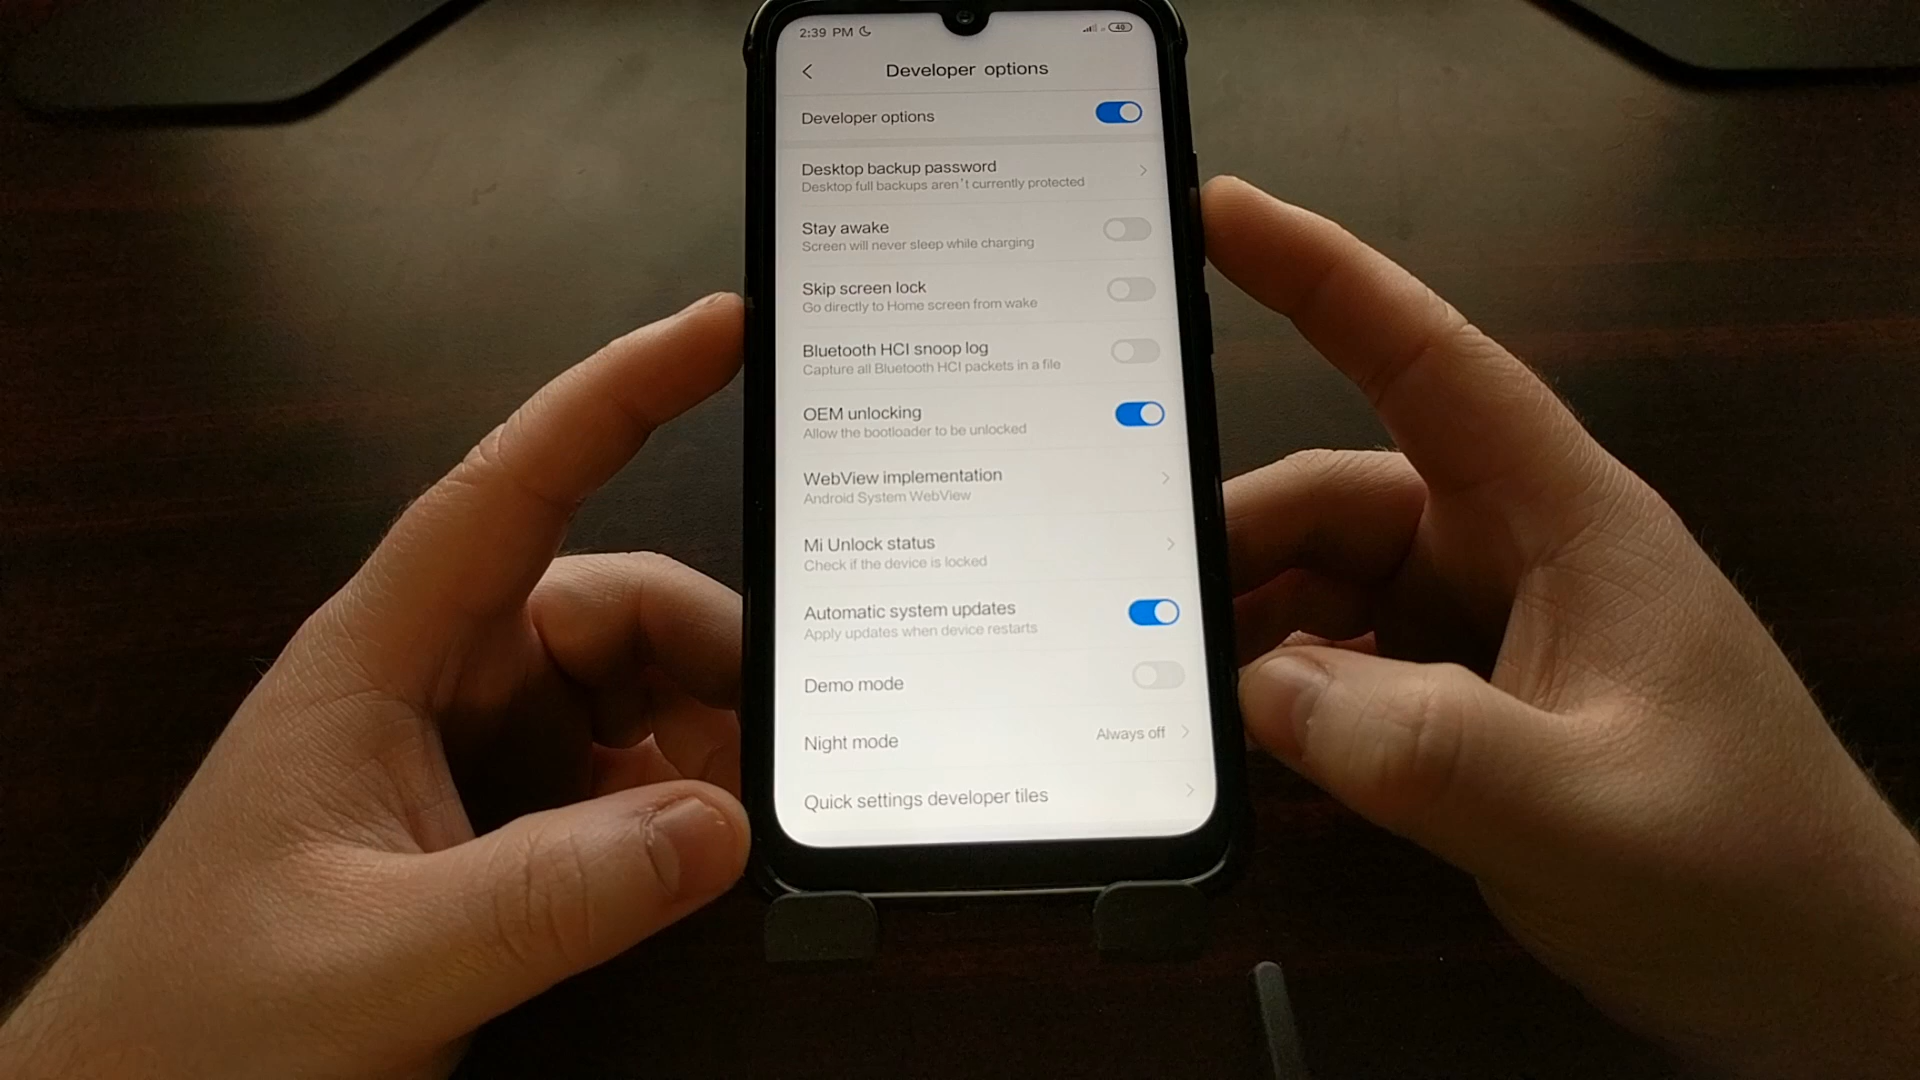 2:39 PM
40
Developer options
Developer options
Desktop backup password
Desktop full backups aren't currently protected
Stay awake
Screen will never sleep while charging
Skip screen lock
Go directly to Home screen from wake
Bluetooth HCI snoop log
Capture all Bluetooth HCI packets in a file
OEM unlocking
Allow the bootloader to be unlocked
WebView implementation
Android System WebView
Mi Unlock status
Check if the device is locked
Automatic system updates
Apply updates when device restarts
Demo mode
Night mode Always off
Quick settings developer tiles